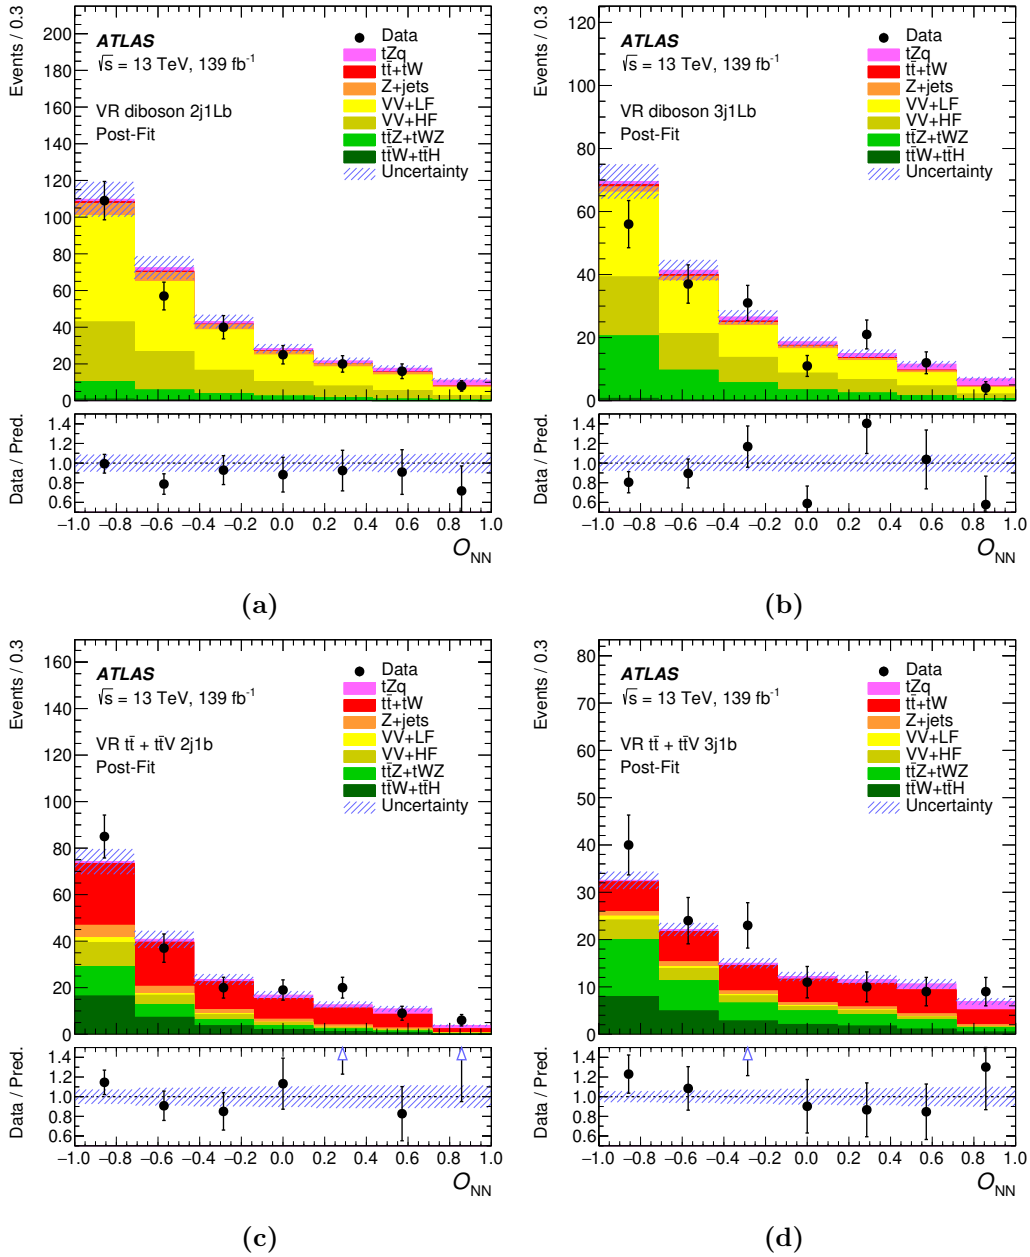 Events / 0.3
200
180
160
140
120
100
80
60
40
20
0
ATLAS
√s = 13 TeV, 139 fb-1
VR diboson 2j1Lb
Post-Fit
Data
tZq
tt̄+tW
Z+jets
VV+LF
VV+HF
tt̄Z+tWZ
tt̄W+tt̄H
Uncertainty
Data / Pred.
1.4
1.2
1.0
0.8
0.6
−1.0 −0.8 −0.6 −0.4 −0.2 0.0 0.2 0.4 0.6 0.8 1.0
O_NN
(a)
Events / 0.3
120
100
80
60
40
20
0
ATLAS
√s = 13 TeV, 139 fb-1
VR diboson 3j1Lb
Post-Fit
Data
tZq
tt̄+tW
Z+jets
VV+LF
VV+HF
tt̄Z+tWZ
tt̄W+tt̄H
Uncertainty
Data / Pred.
1.4
1.2
1.0
0.8
0.6
−1.0 −0.8 −0.6 −0.4 −0.2 0.0 0.2 0.4 0.6 0.8 1.0
O_NN
(b)
Events / 0.3
160
140
120
100
80
60
40
20
0
ATLAS
√s = 13 TeV, 139 fb-1
VR tt̄ + tt̄V 2j1b
Post-Fit
Data
tZq
tt̄+tW
Z+jets
VV+LF
VV+HF
tt̄Z+tWZ
tt̄W+tt̄H
Uncertainty
Data / Pred.
1.4
1.2
1.0
0.8
0.6
−1.0 −0.8 −0.6 −0.4 −0.2 0.0 0.2 0.4 0.6 0.8 1.0
O_NN
(c)
Events / 0.3
80
70
60
50
40
30
20
10
0
ATLAS
√s = 13 TeV, 139 fb-1
VR tt̄ + tt̄V 3j1b
Post-Fit
Data
tZq
tt̄+tW
Z+jets
VV+LF
VV+HF
tt̄Z+tWZ
tt̄W+tt̄H
Uncertainty
Data / Pred.
1.4
1.2
1.0
0.8
0.6
−1.0 −0.8 −0.6 −0.4 −0.2 0.0 0.2 0.4 0.6 0.8 1.0
O_NN
(d)